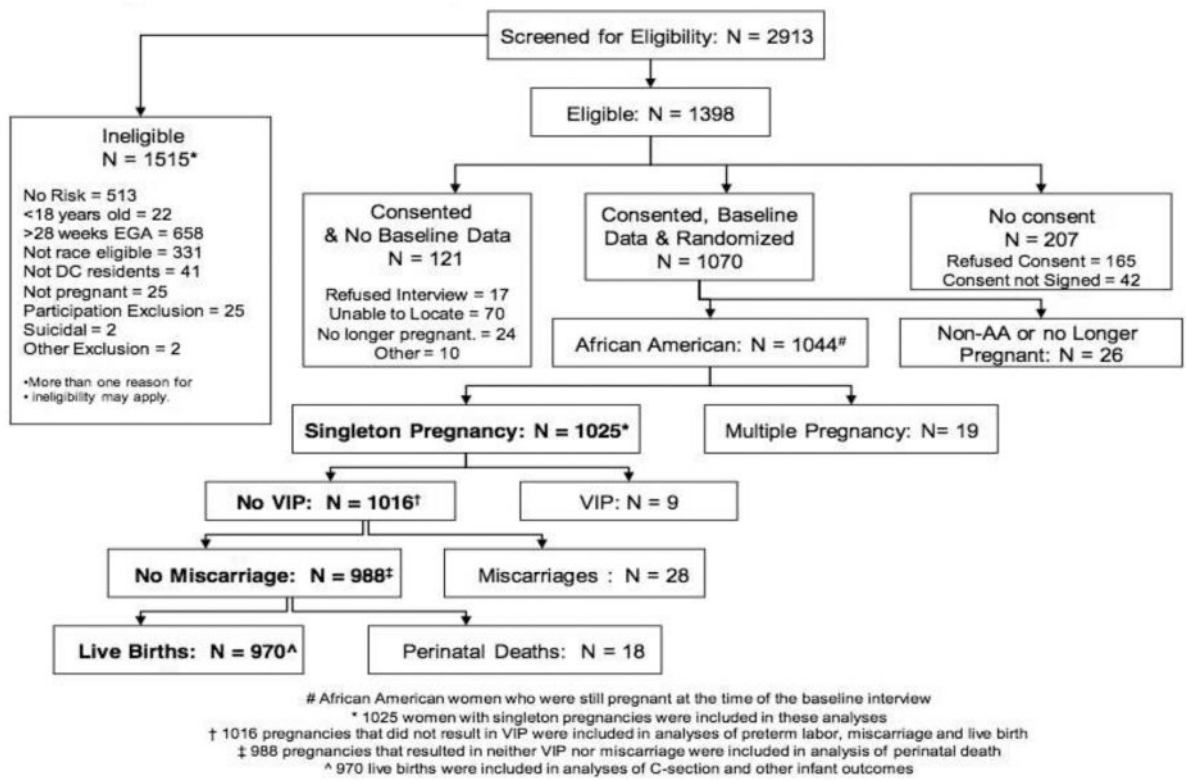 Screened for Eligibility: N = 2913
Eligible: N = 1398
Ineligible
N = 1515*
No Risk = 513
<18 years old = 22
>28 weeks EGA = 658
Not race eligible = 331
Not DC residents = 41
Not pregnant = 25
Participation Exclusion = 25
Suicidal = 2
Other Exclusion = 2
•More than one reason for
• ineligibility may apply.
Consented
& No Baseline Data
N = 121
Refused Interview = 17
Unable to Locate = 70
No longer pregnant. = 24
Other = 10
Consented, Baseline
Data & Randomized
N = 1070
No consent
N = 207
Refused Consent = 165
Consent not Signed = 42
African American: N = 1044#
Non-AA or no Longer
Pregnant: N = 26
Singleton Pregnancy: N = 1025*
Multiple Pregnancy: N= 19
No VIP: N = 1016†
VIP: N = 9
No Miscarriage: N = 988‡
Miscarriages : N = 28
Live Births: N = 970^
Perinatal Deaths: N = 18
# African American women who were still pregnant at the time of the baseline interview
* 1025 women with singleton pregnancies were included in these analyses
† 1016 pregnancies that did not result in VIP were included in analyses of preterm labor, miscarriage and live birth
‡ 988 pregnancies that resulted in neither VIP nor miscarriage were included in analysis of perinatal death
^ 970 live births were included in analyses of C-section and other infant outcomes